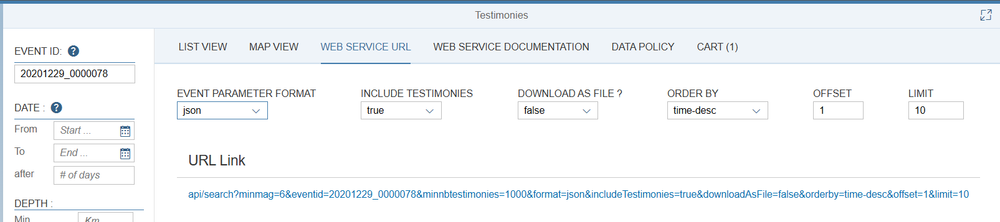 Testimonies
EVENT ID: ?
20201229_0000078
DATE : ?
From Start ...
To End ...
after # of days
DEPTH :
Min Km
LIST VIEW MAP VIEW WEB SERVICE URL WEB SERVICE DOCUMENTATION DATA POLICY CART (1)
EVENT PARAMETER FORMAT INCLUDE TESTIMONIES DOWNLOAD AS FILE ? ORDER BY OFFSET LIMIT
json true false time-desc 1 10
URL Link
api/search?minmag=6&eventid=20201229_0000078&minnbtestimonies=1000&format=json&includeTestimonies=true&downloadAsFile=false&orderby=time-desc&offset=1&limit=10